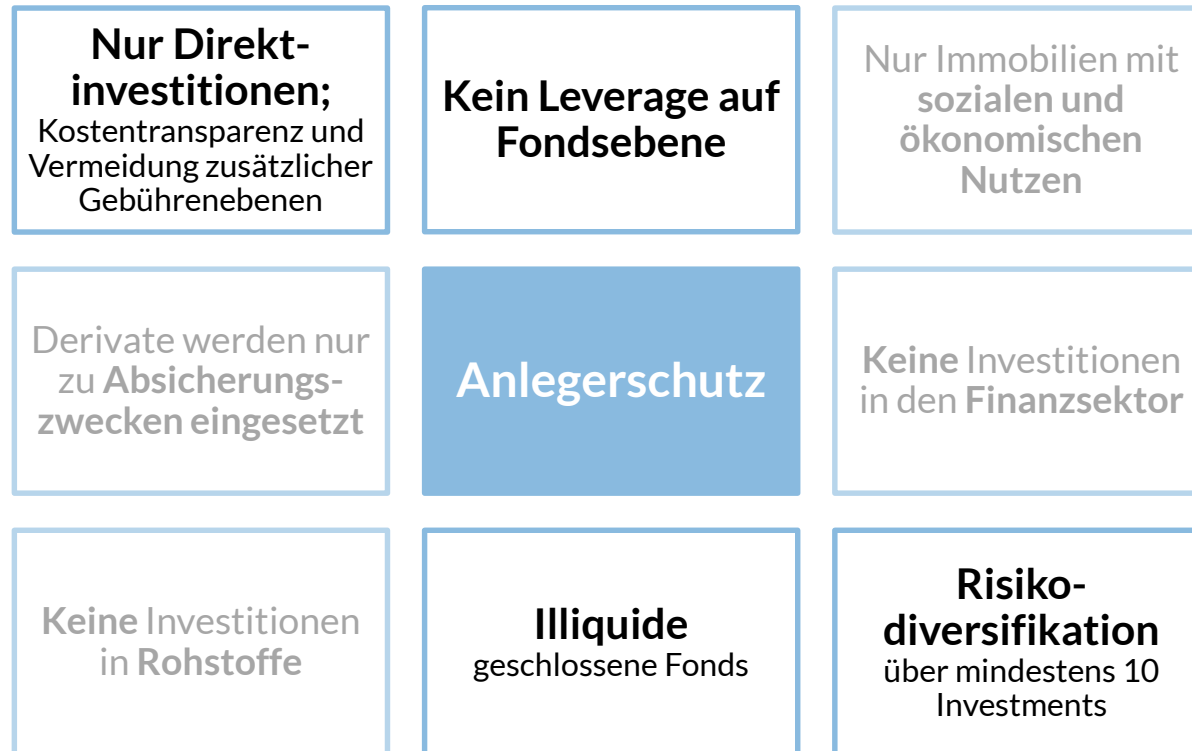 Nur Direkt-
investitionen;
Kostentransparenz und
Vermeidung zusätzlicher
Gebührenebenen
Kein Leverage auf
Fondsebene
Nur Immobilien mit
sozialen und
ökonomischen
Nutzen
Derivate werden nur
zu Absicherungs-
zwecken eingesetzt
Anlegerschutz
Keine Investitionen
in den Finanzsektor
Keine Investitionen
in Rohstoffe
Illiquide
geschlossene Fonds
Risiko-
diversifikation
über mindestens 10
Investments